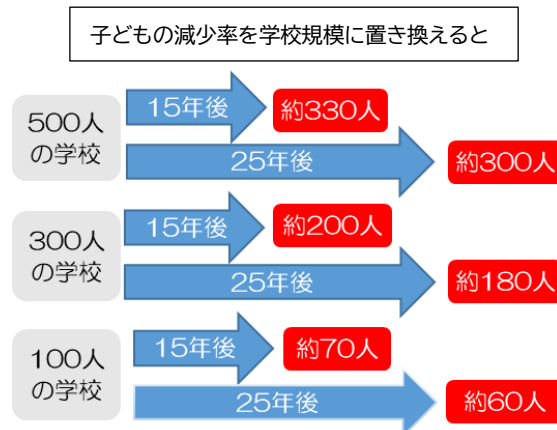 子どもの減少率を学校規模に置き換えると
500人
の学校
15年後
約330人
25年後
約300人
300人
の学校
15年後
約200人
25年後
約180人
100人
の学校
15年後
約70人
25年後
約60人